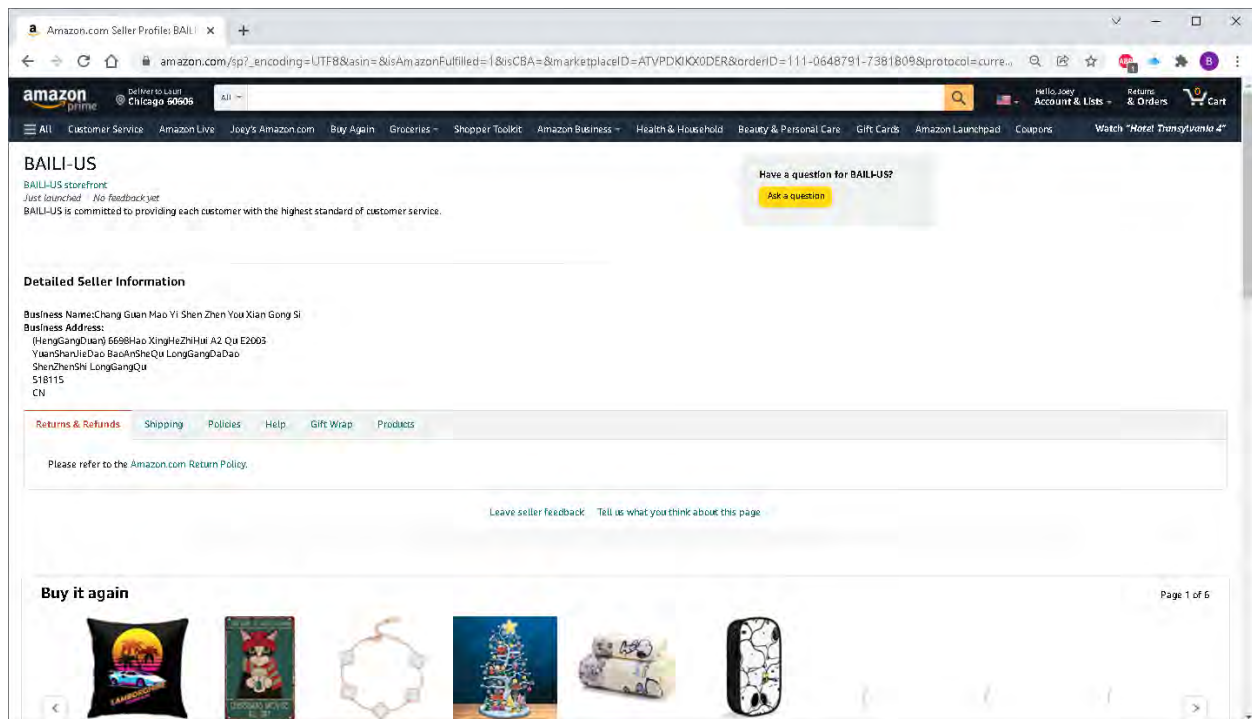 Amazon.com Seller Profile: BAILI
amazon.com/sp?_encoding=UTF8&asin=&isAmazonFulfilled=1&isCBA=&marketplaceID=ATVPDKIKX0DER&orderID=111-0648791-7381809&protocol=curre...
B
amazon prime
Deliver to Lauri
Chicago 60606
All
Hello, Joey
Account & Lists
Returns
& Orders
0
Cart
All Customer Service Amazon Live Joey's Amazon.com Buy Again Groceries Shopper Toolkit Amazon Business Health & Household Beauty & Personal Care Gift Cards Amazon Launchpad Coupons Watch "Hotel Transylvania 4"
BAILI-US
BAILI-US storefront
Just launched No feedback yet
BAILI-US is committed to providing each customer with the highest standard of customer service.
Have a question for BAILI-US?
Ask a question
Detailed Seller Information
Business Name:Chang Guan Mao Yi Shen Zhen You Xian Gong Si
Business Address:
(HengGangDuan) 6698Hao XingHeZhiHui A2 Qu E2003
YuanShanJieDao BaoAnSheQu LongGangDaDao
ShenZhenShi LongGangQu
518115
CN
Returns & Refunds Shipping Policies Help Gift Wrap Products
Please refer to the Amazon.com Return Policy.
Leave seller feedback Tell us what you think about this page
Buy it again
Page 1 of 6
LAMBORGHINI